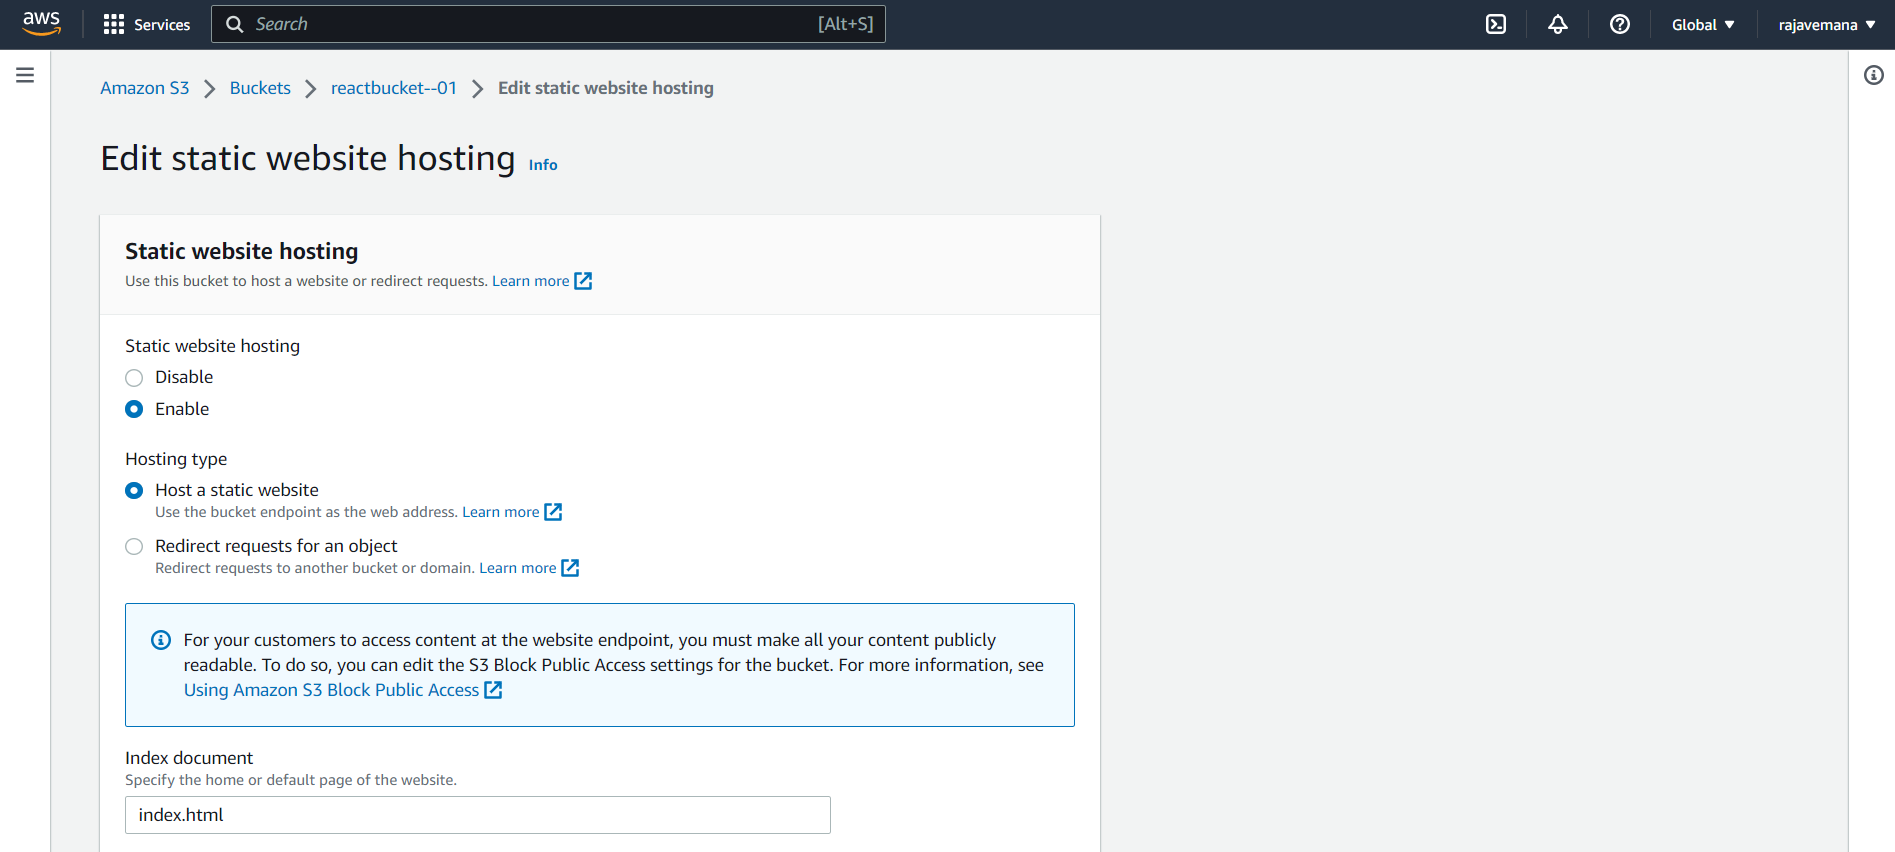 aws Services Search [Alt+S] Global rajavemana
Amazon S3 > Buckets > reactbucket--01 > Edit static website hosting
Edit static website hosting Info
Static website hosting
Use this bucket to host a website or redirect requests. Learn more
Static website hosting
Disable
Enable
Hosting type
Host a static website
Use the bucket endpoint as the web address. Learn more
Redirect requests for an object
Redirect requests to another bucket or domain. Learn more
For your customers to access content at the website endpoint, you must make all your content publicly
readable. To do so, you can edit the S3 Block Public Access settings for the bucket. For more information, see
Using Amazon S3 Block Public Access
Index document
Specify the home or default page of the website.
index.html